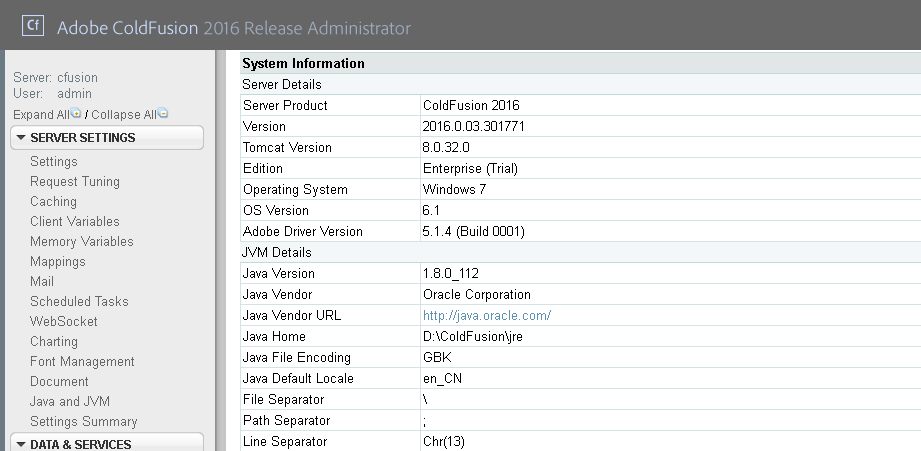 Cf Adobe ColdFusion 2016 Release Administrator
Server: cfusion
User: admin
Expand All / Collapse All
SERVER SETTINGS
Settings
Request Tuning
Caching
Client Variables
Memory Variables
Mappings
Mail
Scheduled Tasks
WebSocket
Charting
Font Management
Document
Java and JVM
Settings Summary
DATA & SERVICES
System Information
Server Details
Server Product ColdFusion 2016
Version 2016.0.03.301771
Tomcat Version 8.0.32.0
Edition Enterprise (Trial)
Operating System Windows 7
OS Version 6.1
Adobe Driver Version 5.1.4 (Build 0001)
JVM Details
Java Version 1.8.0_112
Java Vendor Oracle Corporation
Java Vendor URL http://java.oracle.com/
Java Home D:\ColdFusion\jre
Java File Encoding GBK
Java Default Locale en_CN
File Separator \
Path Separator ;
Line Separator Chr(13)